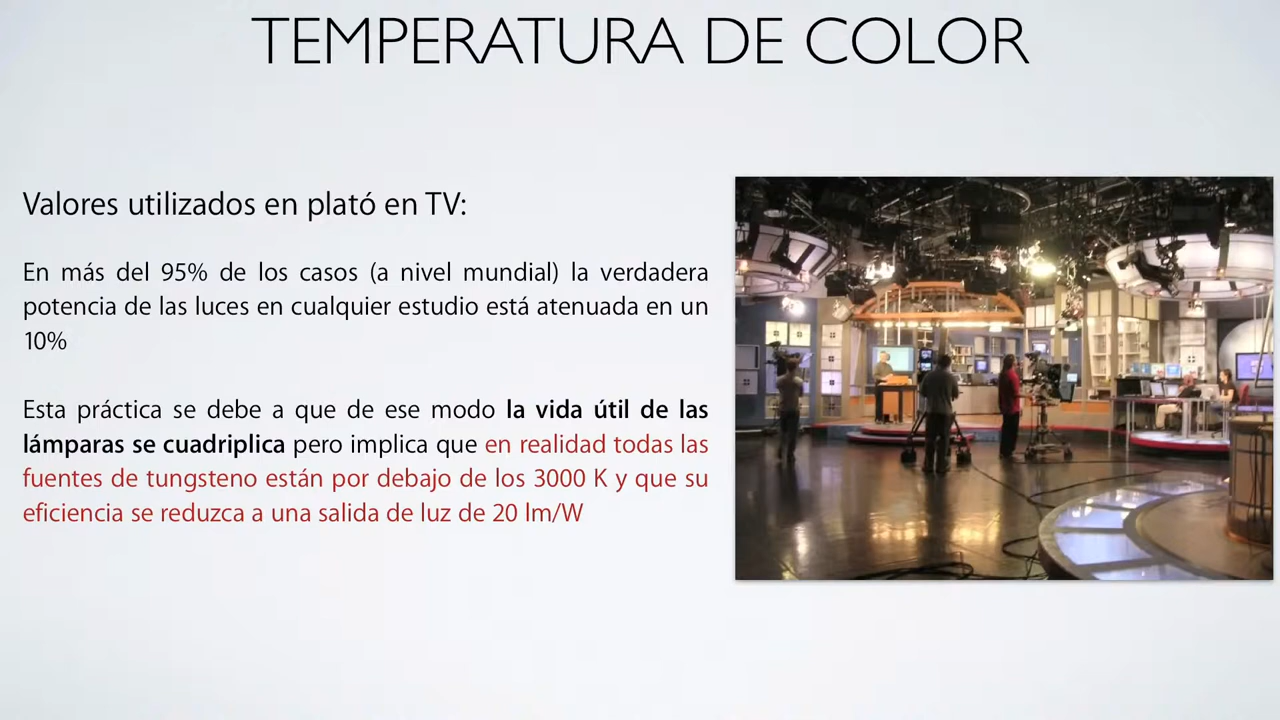 TEMPERATURA DE COLOR
Valores utilizados en plató en TV:
En más del 95% de los casos (a nivel mundial) la verdadera
potencia de las luces en cualquier estudio está atenuada en un
10%
Esta práctica se debe a que de ese modo la vida útil de las
lámparas se cuadriplica pero implica que en realidad todas las
fuentes de tungsteno están por debajo de los 3000 K y que su
eficiencia se reduzca a una salida de luz de 20 lm/W